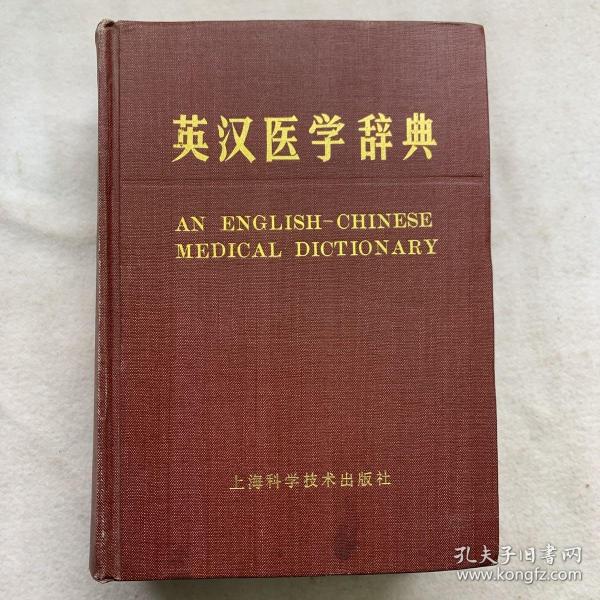 英汉医学辞典
AN ENGLISH-CHINESE
MEDICAL DICTIONARY
上海科学技术出版社
孔夫子旧书网
www.kongfz.com